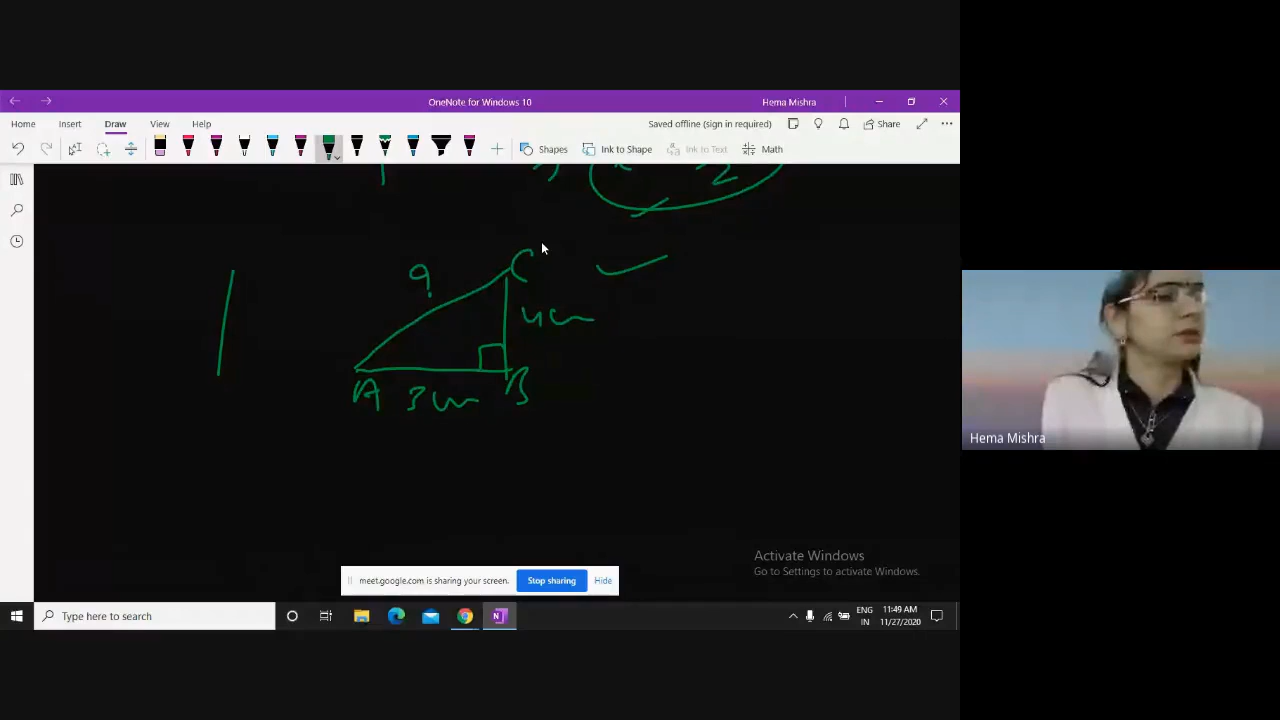 OneNote for Windows 10
Hema Mishra
Home Insert Draw View Help
Saved offline (sign in required)
Share
Shapes
Ink to Shape
Ink to Text
Math
2
C
?
4cm
A 3cm B
Hema Mishra
Activate Windows
Go to Settings to activate Windows.
meet.google.com is sharing your screen.
Stop sharing
Hide
Type here to search
N
ENG
IN
11:49 AM
11/27/2020